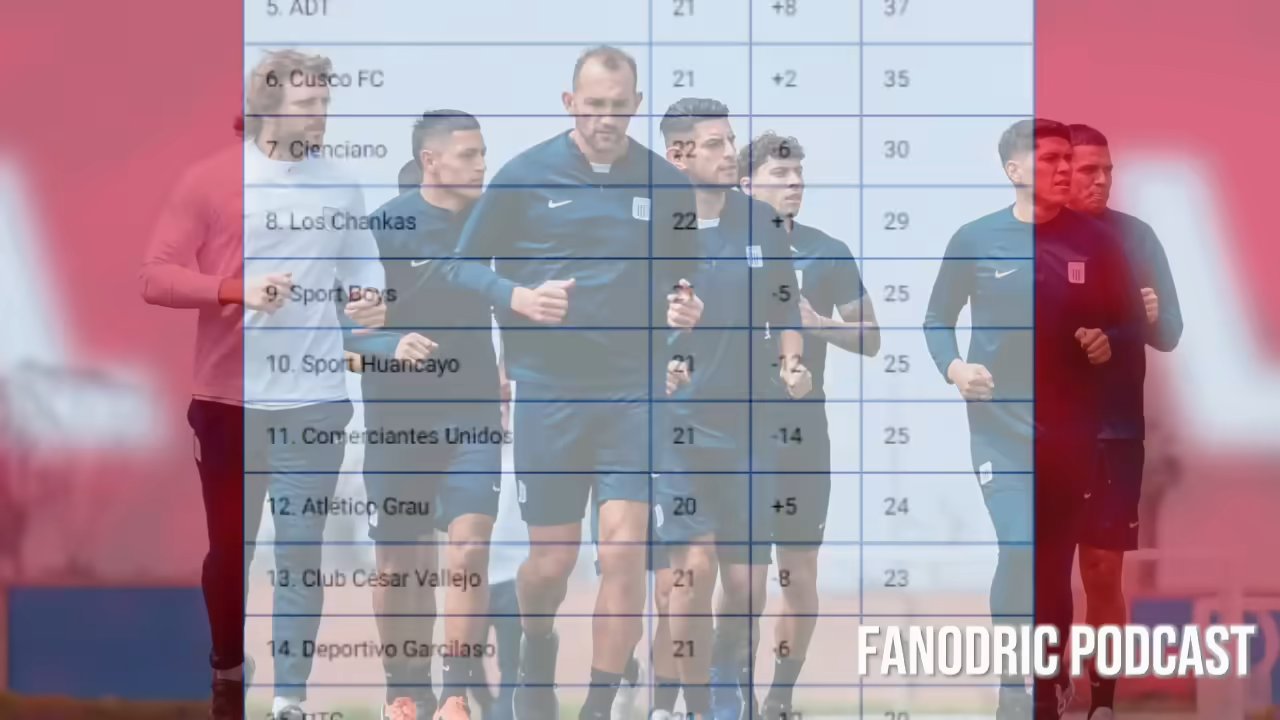 5. ADT 21 +8 37
6. Cusco FC 21 +2 35
7. Cienciano 22 -6 30
8. Los Chankas 22 29
9. Sport Boys -5 25
10. Sport Huancayo 21 -12 25
11. Comerciantes Unidos 21 -14 25
12. Atlético Grau 20 +5 24
13. Club César Vallejo 21 -8 23
14. Deportivo Garcilaso 21 -6
FANODRIC PODCAST